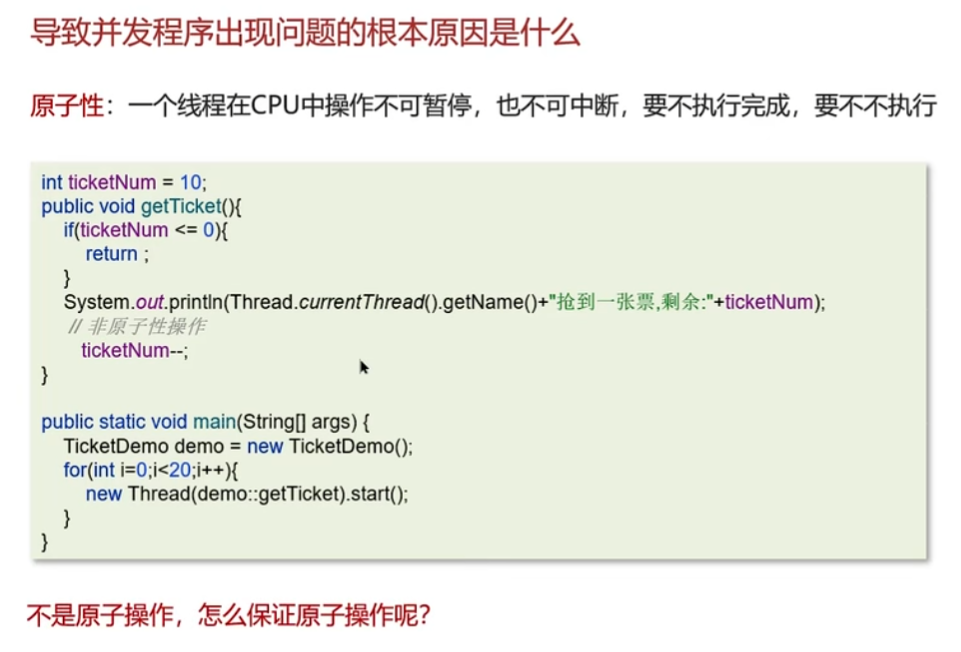 导致并发程序出现问题的根本原因是什么
原子性：一个线程在CPU中操作不可暂停，也不可中断，要不执行完成，要不不执行
int ticketNum = 10;
public void getTicket(){
if(ticketNum <= 0){
return ;
}
System.out.println(Thread.currentThread().getName()+"抢到一张票,剩余:"+ticketNum);
// 非原子性操作
ticketNum--;
}
public static void main(String[] args) {
TicketDemo demo = new TicketDemo();
for(int i=0;i<20;i++){
new Thread(demo::getTicket).start();
}
}
不是原子操作，怎么保证原子操作呢？